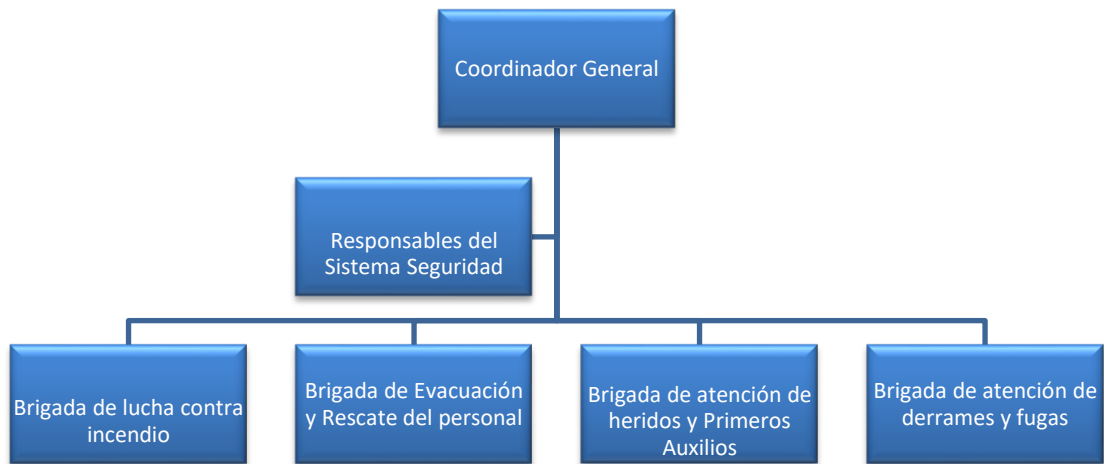 Coordinador General
Responsables del
Sistema Seguridad
Brigada de lucha contra
incendio
Brigada de Evacuación
y Rescate del personal
Brigada de atención de
heridos y Primeros
Auxilios
Brigada de atención de
derrames y fugas